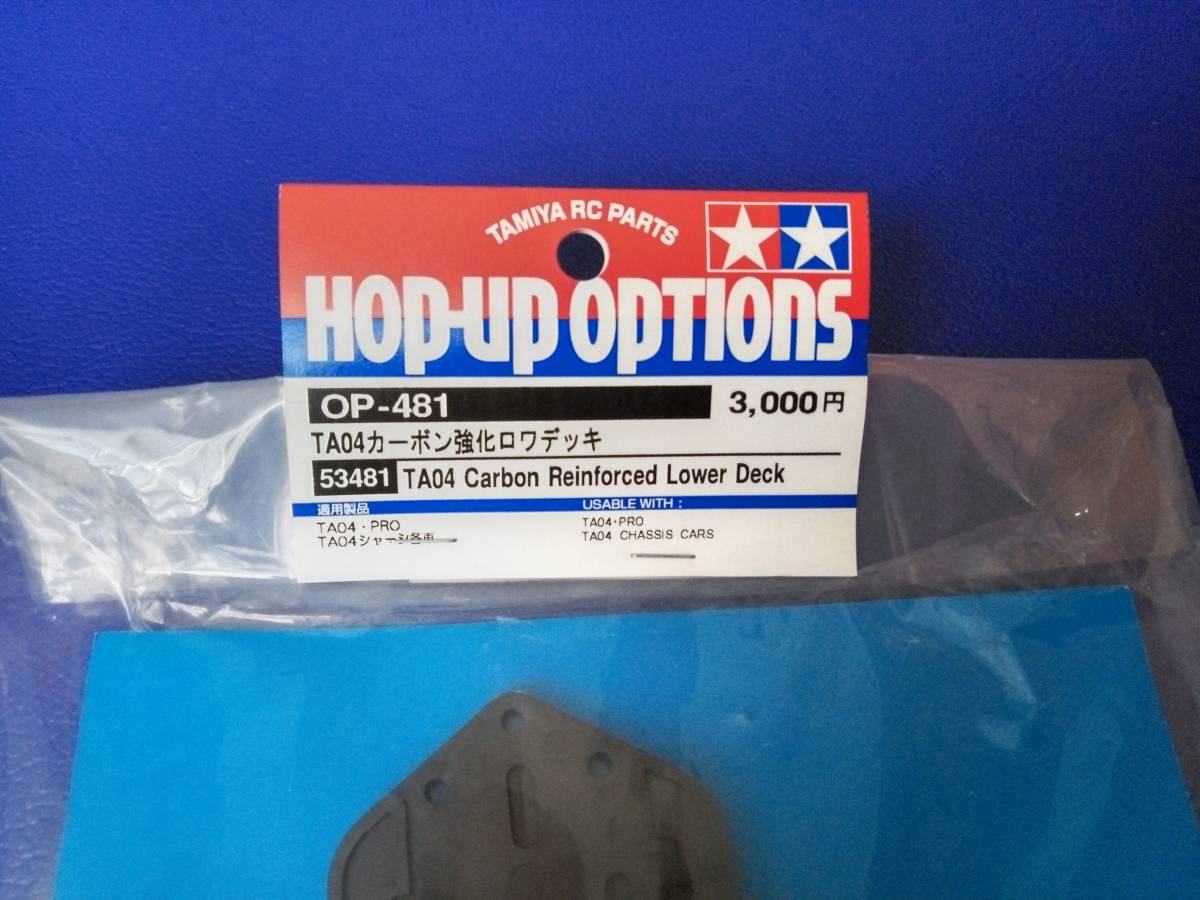 TAMIYA RC PARTS
HOP-UP OPTIONS
OP-481 3,000円
TA04カーボン強化ロワデッキ
53481 TA04 Carbon Reinforced Lower Deck
適用製品 USABLE WITH :
TA04・PRO TA04・PRO
TA04シャーシ各車 TA04 CHASSIS CARS